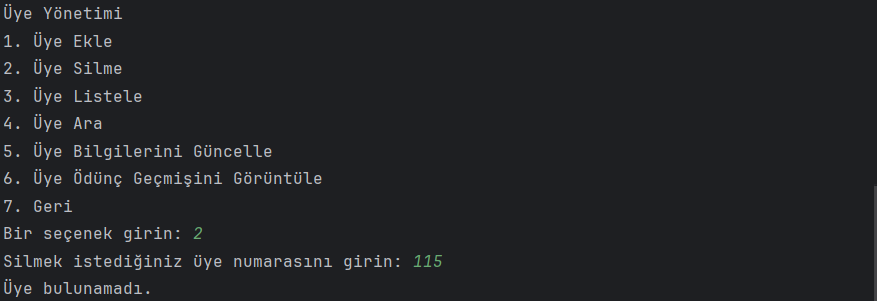 Üye Yönetimi
1. Üye Ekle
2. Üye Silme
3. Üye Listele
4. Üye Ara
5. Üye Bilgilerini Güncelle
6. Üye Ödünç Geçmişini Görüntüle
7. Geri
Bir seçenek girin: 2
Silmek istediğiniz üye numarasını girin: 115
Üye bulunamadı.